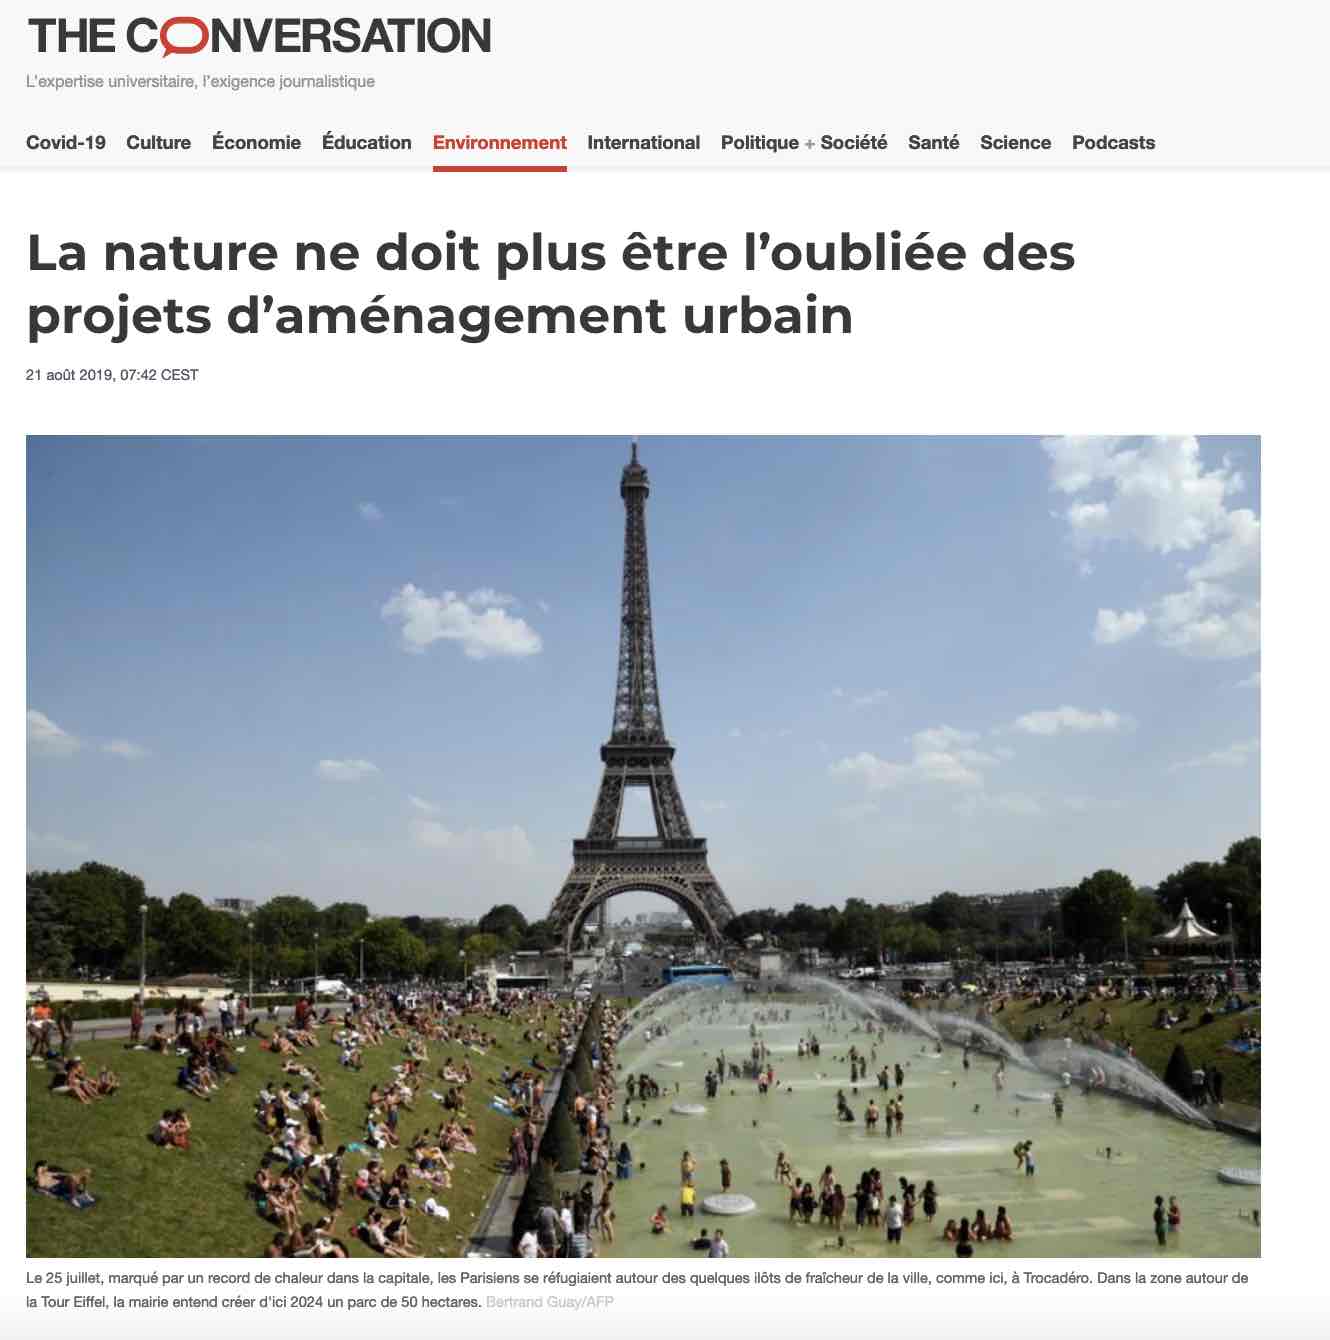 THE CONVERSATION
L'expertise universitaire, l'exigence journalistique
Covid-19 Culture Économie Éducation Environnement International Politique + Société Santé Science Podcasts
La nature ne doit plus être l’oubliée des
projets d’aménagement urbain
21 août 2019, 07:42 CEST
Le 25 juillet, marqué par un record de chaleur dans la capitale, les Parisiens se réfugiaient autour des quelques ilôts de fraîcheur de la ville, comme ici, à Trocadéro. Dans la zone autour de
la Tour Eiffel, la mairie entend créer d’ici 2024 un parc de 50 hectares. Bertrand Guay/AFP